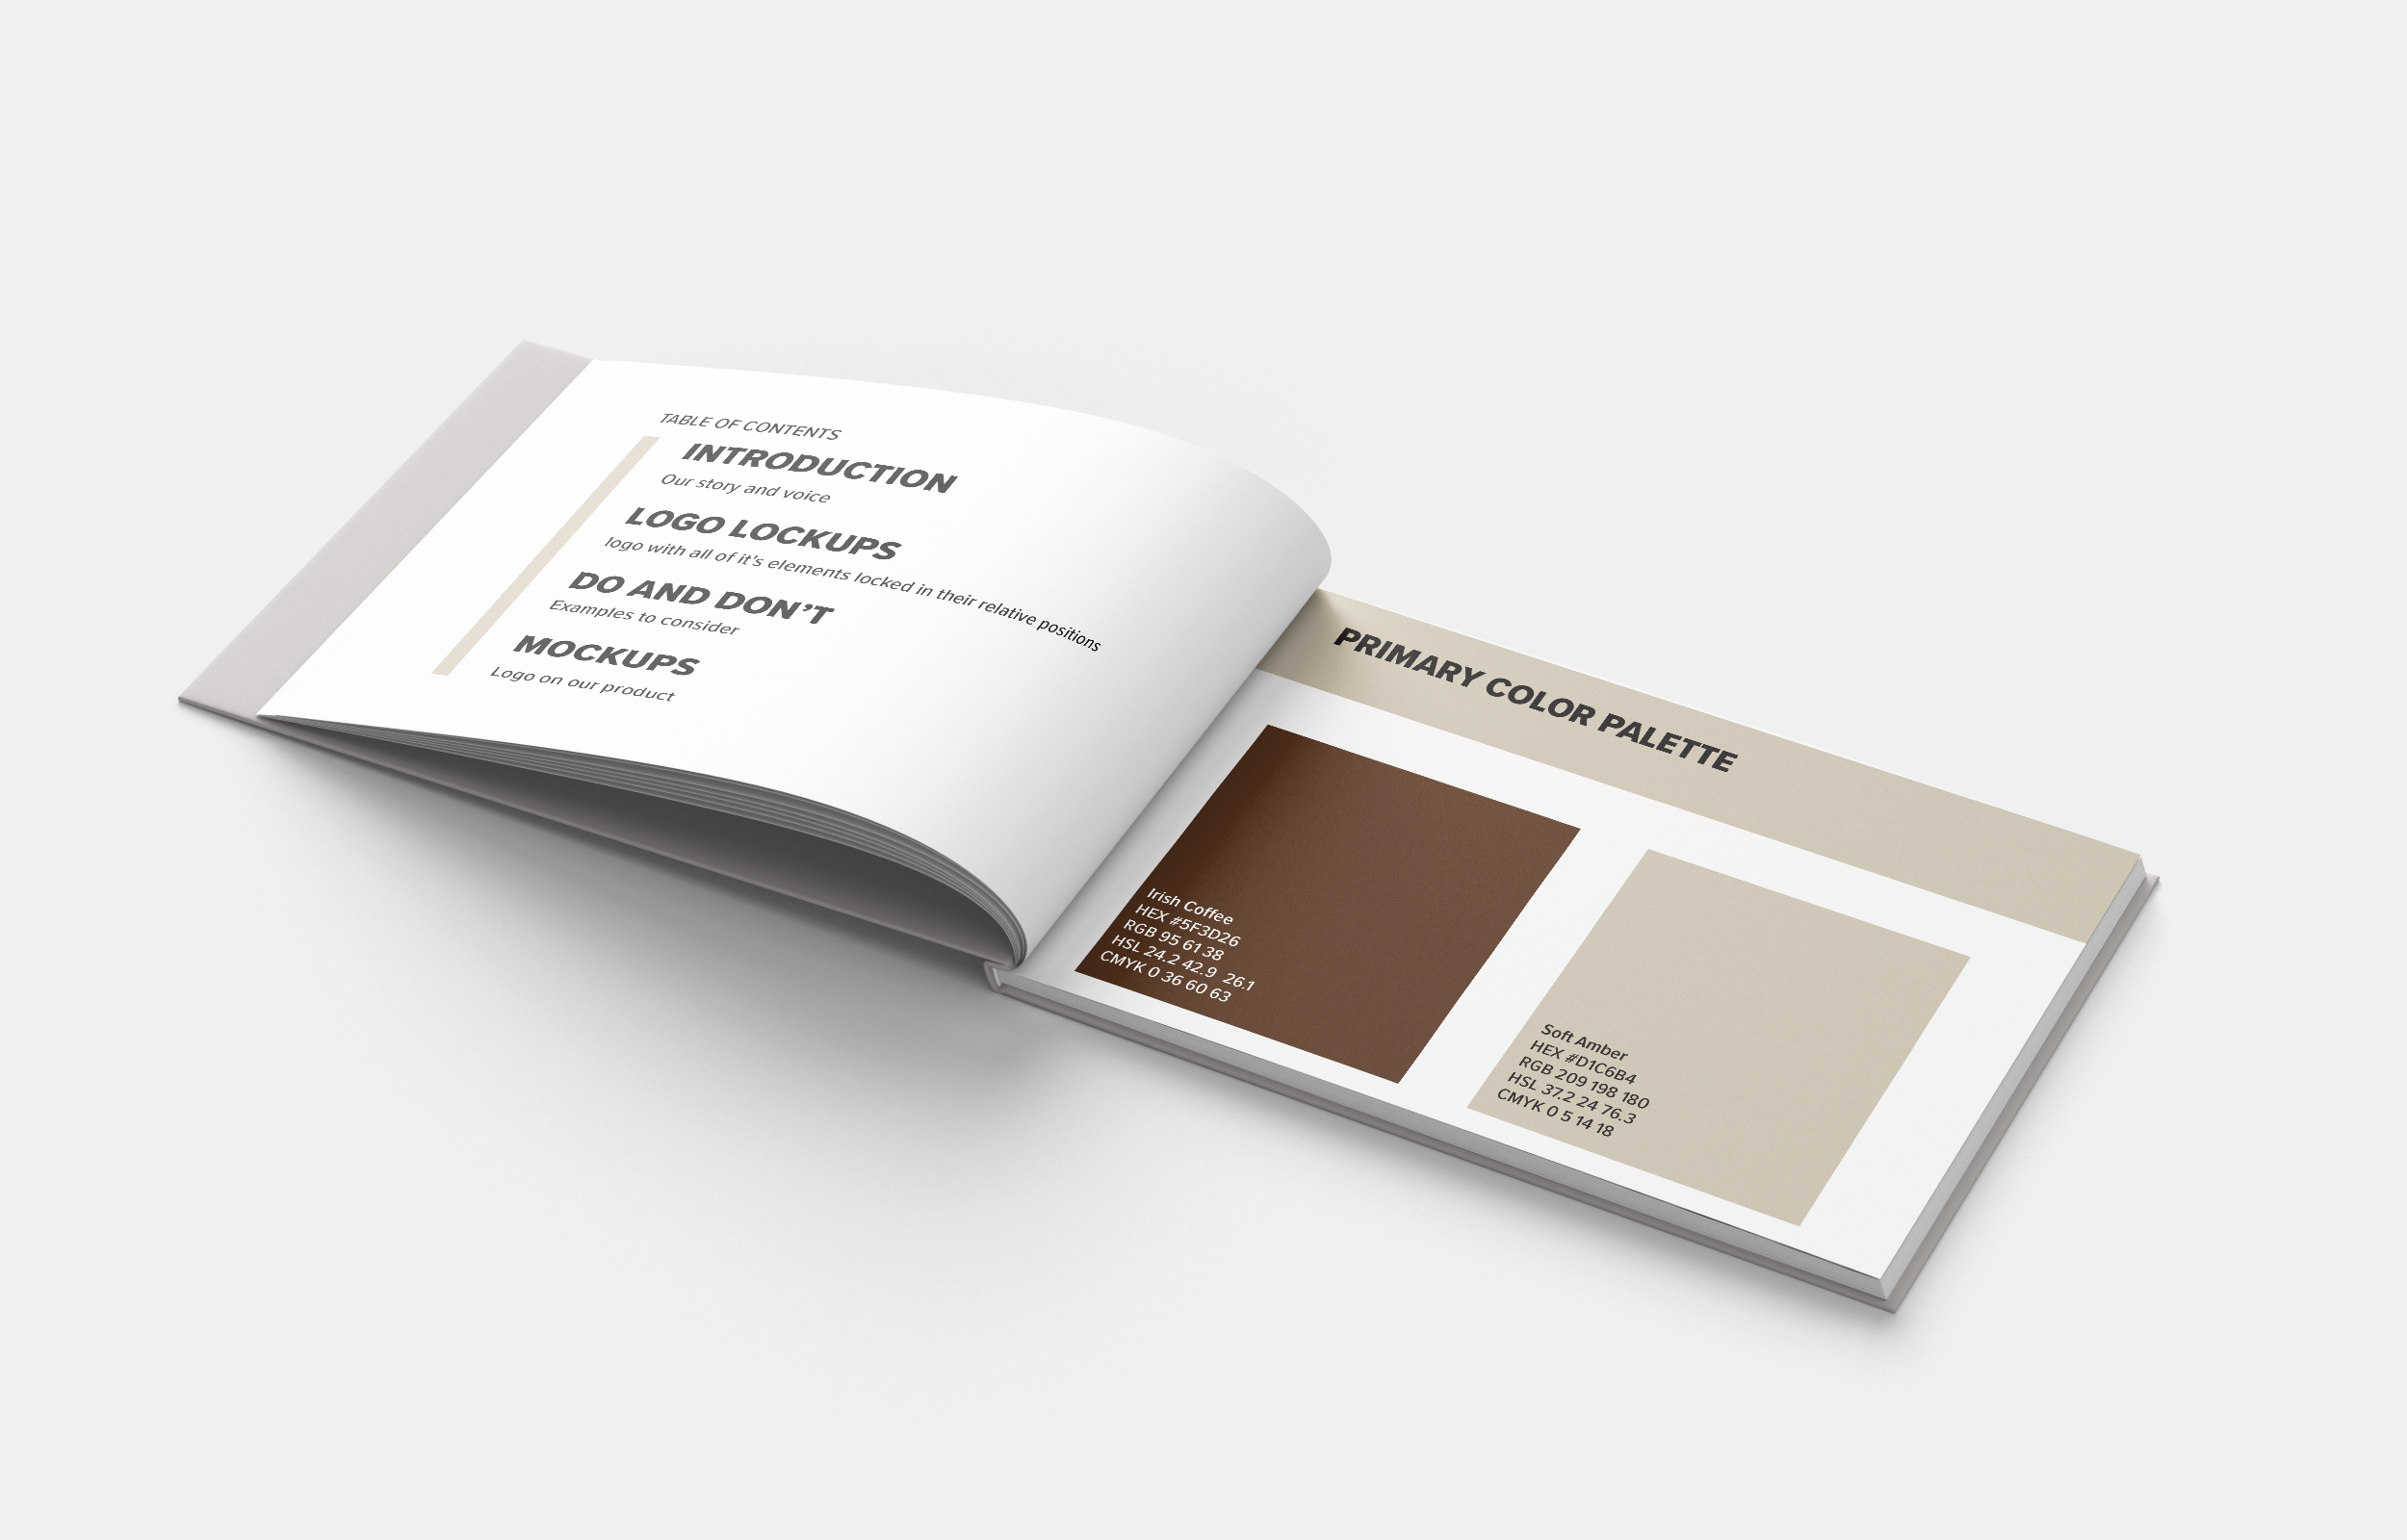 TABLE OF CONTENTS
INTRODUCTION
Our story and voice
LOGO LOCKUPS
logo with all of it's elements locked in their relative positions
DO AND DON’T
Examples to consider
MOCKUPS
Logo on our product
PRIMARY COLOR PALETTE
Irish Coffee
HEX #5F3D26
RGB 95 61 38
HSL 24.2 42.9 26.1
CMYK 0 36 60 63
Soft Amber
HEX #D1C6B4
RGB 209 198 180
HSL 37.2 24 76.3
CMYK 0 5 14 18